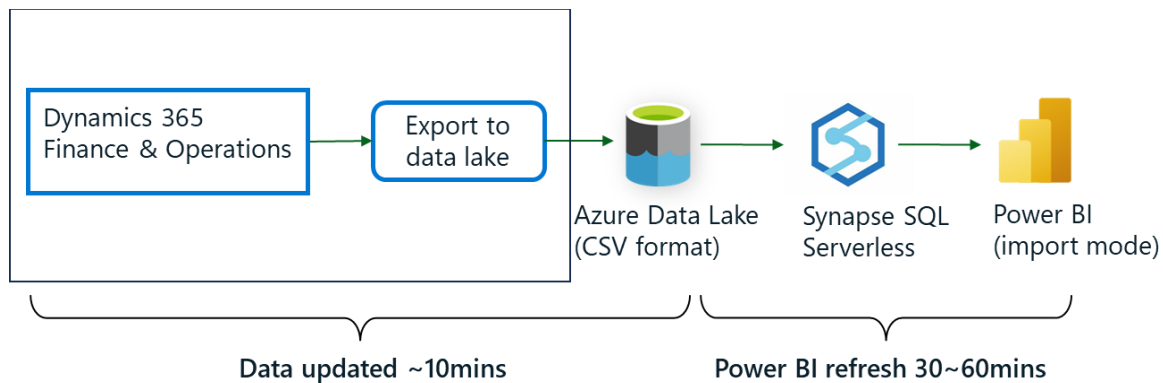 Dynamics 365
Finance & Operations
Export to
data lake
Azure Data Lake
(CSV format)
Synapse SQL
Serverless
Power BI
(import mode)
Data updated ~10mins
Power BI refresh 30~60mins